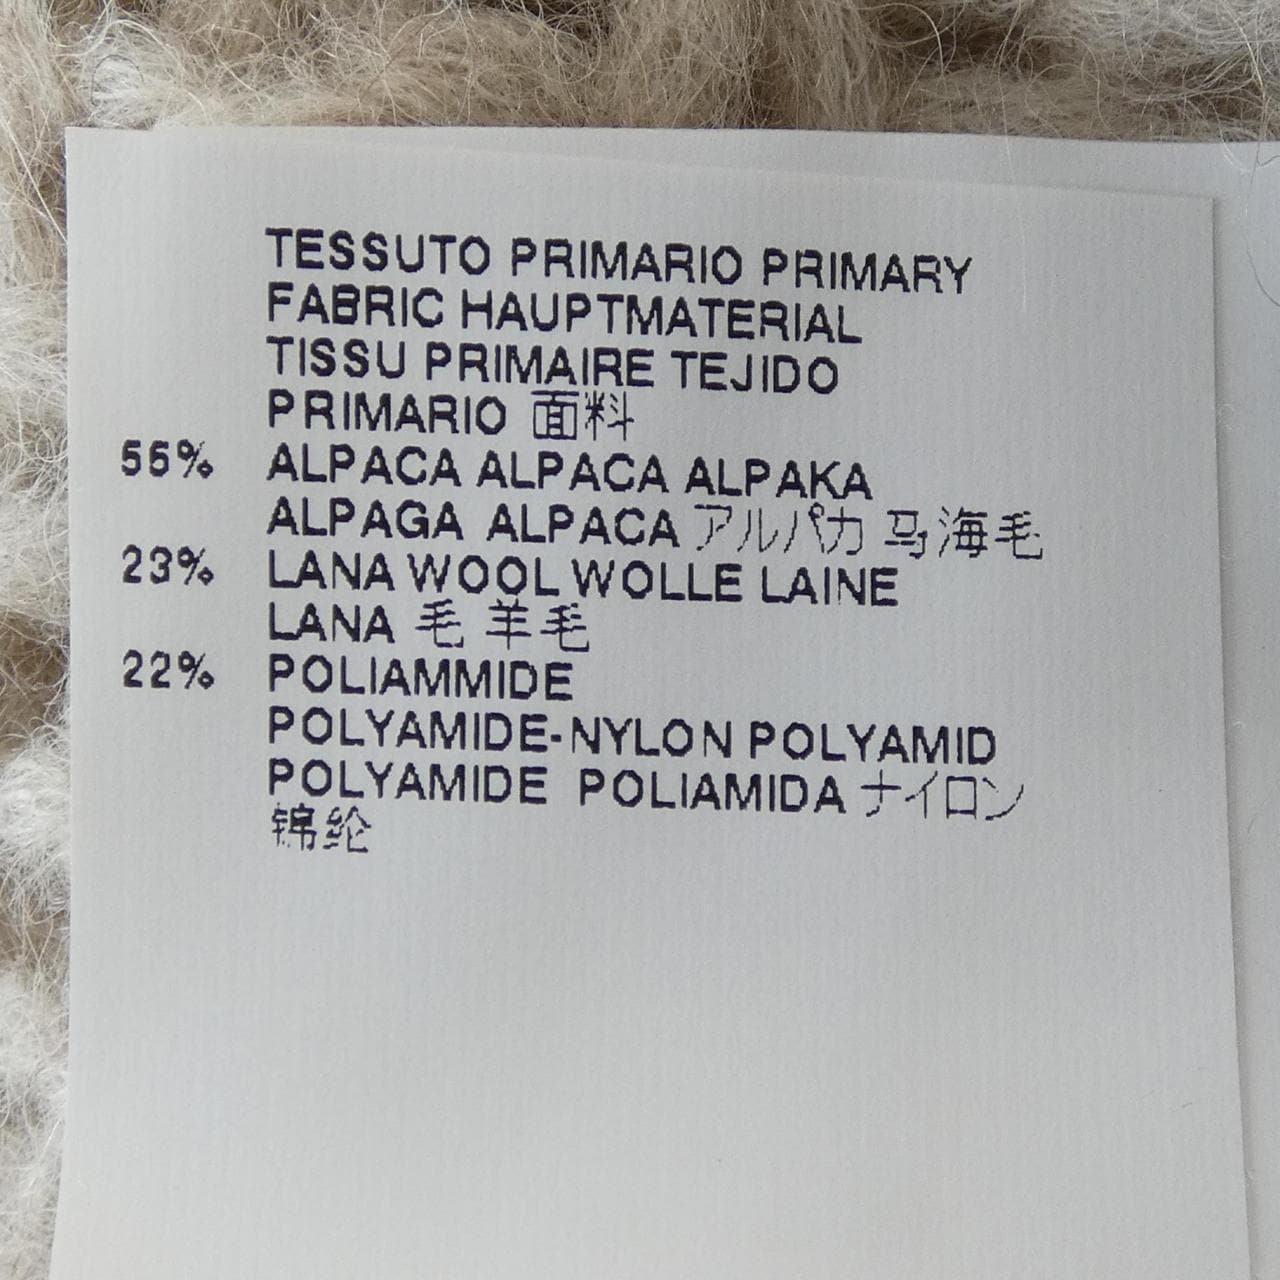 TESSUTO PRIMARIO PRIMARY
FABRIC HAUPTMATERIAL
TISSU PRIMAIRE TEJIDO
PRIMARIO 面料
55% ALPACA ALPACA ALPAKA
ALPAGA ALPACA アルパカ 马海毛
23% LANA WOOL WOLLE LAINE
LANA 毛 羊毛
22% POLIAMMIDE
POLYAMIDE-NYLON POLYAMID
POLYAMIDE POLIAMIDA ナイロン
锦纶